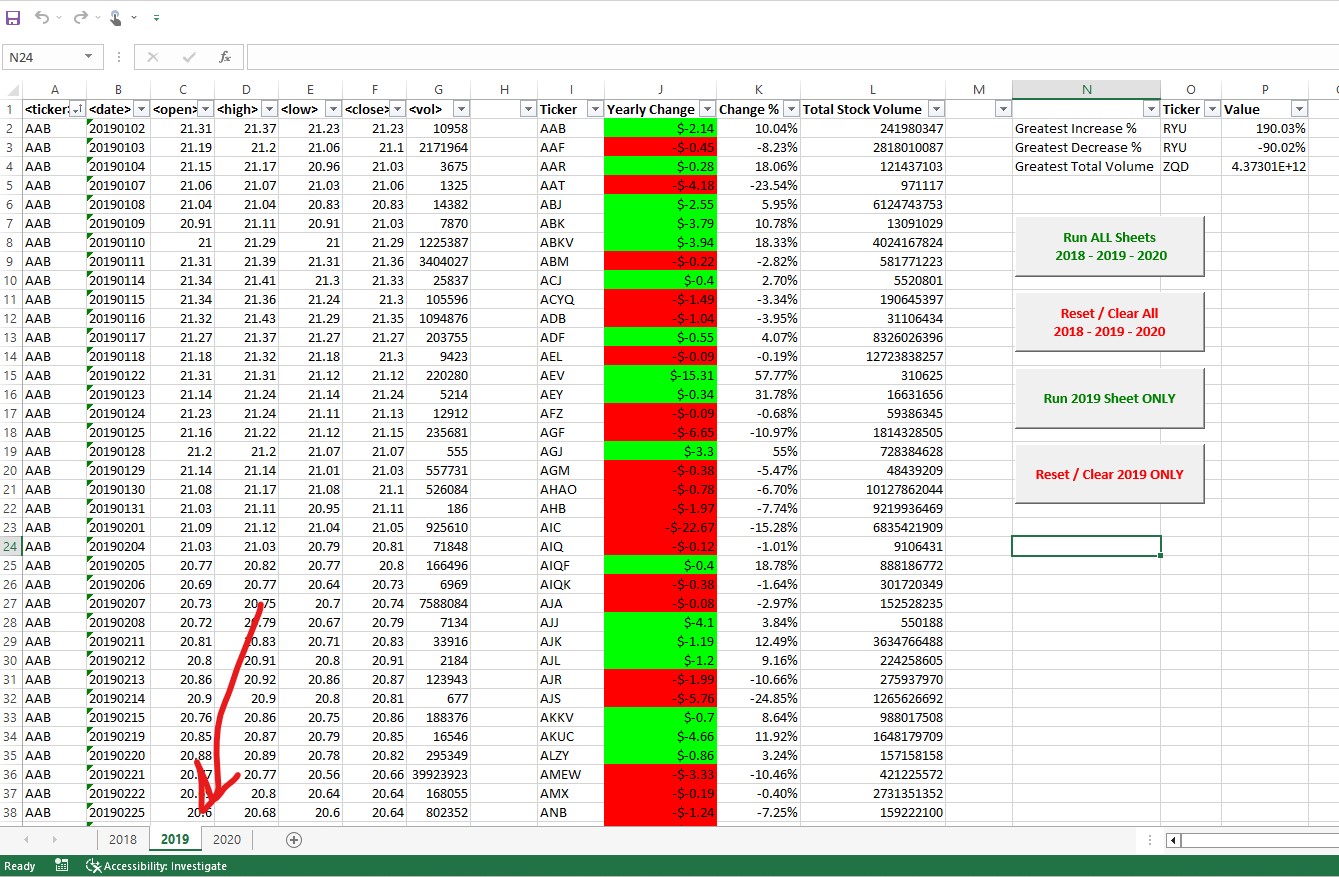 N24 fx
A B C D E F G H I J K L M N O P
1 <ticker> <date> <open> <high> <low> <close> <vol> Ticker Yearly Change Change % Total Stock Volume Ticker Value
2 AAB 20190102 21.31 21.37 21.23 21.23 10958 AAB $-2.14 10.04% 241980347 Greatest Increase % RYU 190.03%
3 AAB 20190103 21.19 21.2 21.06 21.1 2171964 AAF -$-0.45 -8.23% 2818010087 Greatest Decrease % RYU -90.02%
4 AAB 20190104 21.15 21.17 20.96 21.03 3675 AAR $-0.28 18.06% 121437103 Greatest Total Volume ZQD 4.37301E+12
5 AAB 20190107 21.06 21.07 21.03 21.06 1325 AAT -$-4.18 -23.54% 971117
6 AAB 20190108 21.04 21.04 20.83 20.83 14382 ABJ $-2.55 5.95% 6124743753
7 AAB 20190109 20.91 21.11 20.91 21.03 7870 ABK $-3.79 10.78% 13091029
8 AAB 20190110 21 21.29 21 21.29 1225387 ABKV $-3.94 18.33% 4024167824 Run ALL Sheets
9 AAB 20190111 21.31 21.39 21.31 21.36 3404027 ABM -$-0.22 -2.82% 581771223 2018 - 2019 - 2020
10 AAB 20190114 21.34 21.41 21.3 21.33 25837 ACJ $-0.4 2.70% 5520801
11 AAB 20190115 21.34 21.36 21.24 21.3 105596 ACYQ -$-1.49 -3.34% 190645397
12 AAB 20190116 21.32 21.43 21.29 21.35 1094876 ADB -$-1.04 -3.95% 31106434 Reset / Clear All
13 AAB 20190117 21.27 21.37 21.27 21.27 203755 ADF $-0.55 4.07% 8326026396 2018 - 2019 - 2020
14 AAB 20190118 21.18 21.32 21.18 21.3 9423 AEL -$-0.09 -0.19% 12723838257
15 AAB 20190122 21.31 21.31 21.12 21.12 220280 AEV $-15.31 57.77% 310625
16 AAB 20190123 21.14 21.24 21.14 21.24 5214 AEY $-0.34 31.78% 16631656 Run 2019 Sheet ONLY
17 AAB 20190124 21.23 21.24 21.11 21.13 12912 AFZ -$-0.09 -0.68% 59386345
18 AAB 20190125 21.16 21.22 21.12 21.15 235681 AGF -$-6.65 -10.97% 1814328505
19 AAB 20190128 21.2 21.2 21.07 21.07 555 AGJ $-3.3 55% 728384628
20 AAB 20190129 21.14 21.14 21.01 21.03 557731 AGM -$-0.38 -5.47% 48439209 Reset / Clear 2019 ONLY
21 AAB 20190130 21.08 21.17 21.08 21.1 526084 AHAO -$-0.78 -6.70% 10127862044
22 AAB 20190131 21.03 21.11 20.95 21.11 186 AHB -$-1.97 -7.74% 9219936469
23 AAB 20190201 21.09 21.12 21.04 21.05 925610 AIC -$-22.67 -15.28% 6835421909
24 AAB 20190204 21.03 21.03 20.79 20.81 71848 AIQ -$-0.12 -1.01% 9106431
25 AAB 20190205 20.77 20.82 20.77 20.8 166496 AIQF $-0.4 18.78% 888186772
26 AAB 20190206 20.69 20.77 20.64 20.73 6969 AIQK -$-0.38 -1.64% 301720349
27 AAB 20190207 20.73 20.75 20.7 20.74 7588084 AJA -$-0.08 -2.97% 152528235
28 AAB 20190208 20.72 20.79 20.67 20.79 7134 AJJ $-4.1 3.84% 550188
29 AAB 20190211 20.81 20.83 20.71 20.83 33916 AJK $-1.19 12.49% 3634766488
30 AAB 20190212 20.8 20.91 20.8 20.91 2184 AJL $-1.2 9.16% 224258605
31 AAB 20190213 20.86 20.92 20.86 20.87 123943 AJR -$-1.99 -10.66% 275937970
32 AAB 20190214 20.9 20.9 20.8 20.81 677 AJS -$-5.76 -24.85% 1265626692
33 AAB 20190215 20.76 20.86 20.75 20.86 188376 AKKV $-0.7 8.64% 988017508
34 AAB 20190219 20.85 20.87 20.79 20.85 16546 AKUC $-4.66 11.92% 1648179709
35 AAB 20190220 20.88 20.89 20.78 20.82 295349 ALZY $-0.86 3.24% 157158158
36 AAB 20190221 20.77 20.56 20.66 39923923 AMEW -$-3.33 -10.46% 421225572
37 AAB 20190222 20.8 20.64 20.64 168055 AMX -$-0.19 -0.40% 2731351352
38 AAB 20190225 20.6 20.68 20.6 20.64 802352 ANB -$-1.24 -7.25% 159222100
2018 2019 2020
Ready Accessibility: Investigate